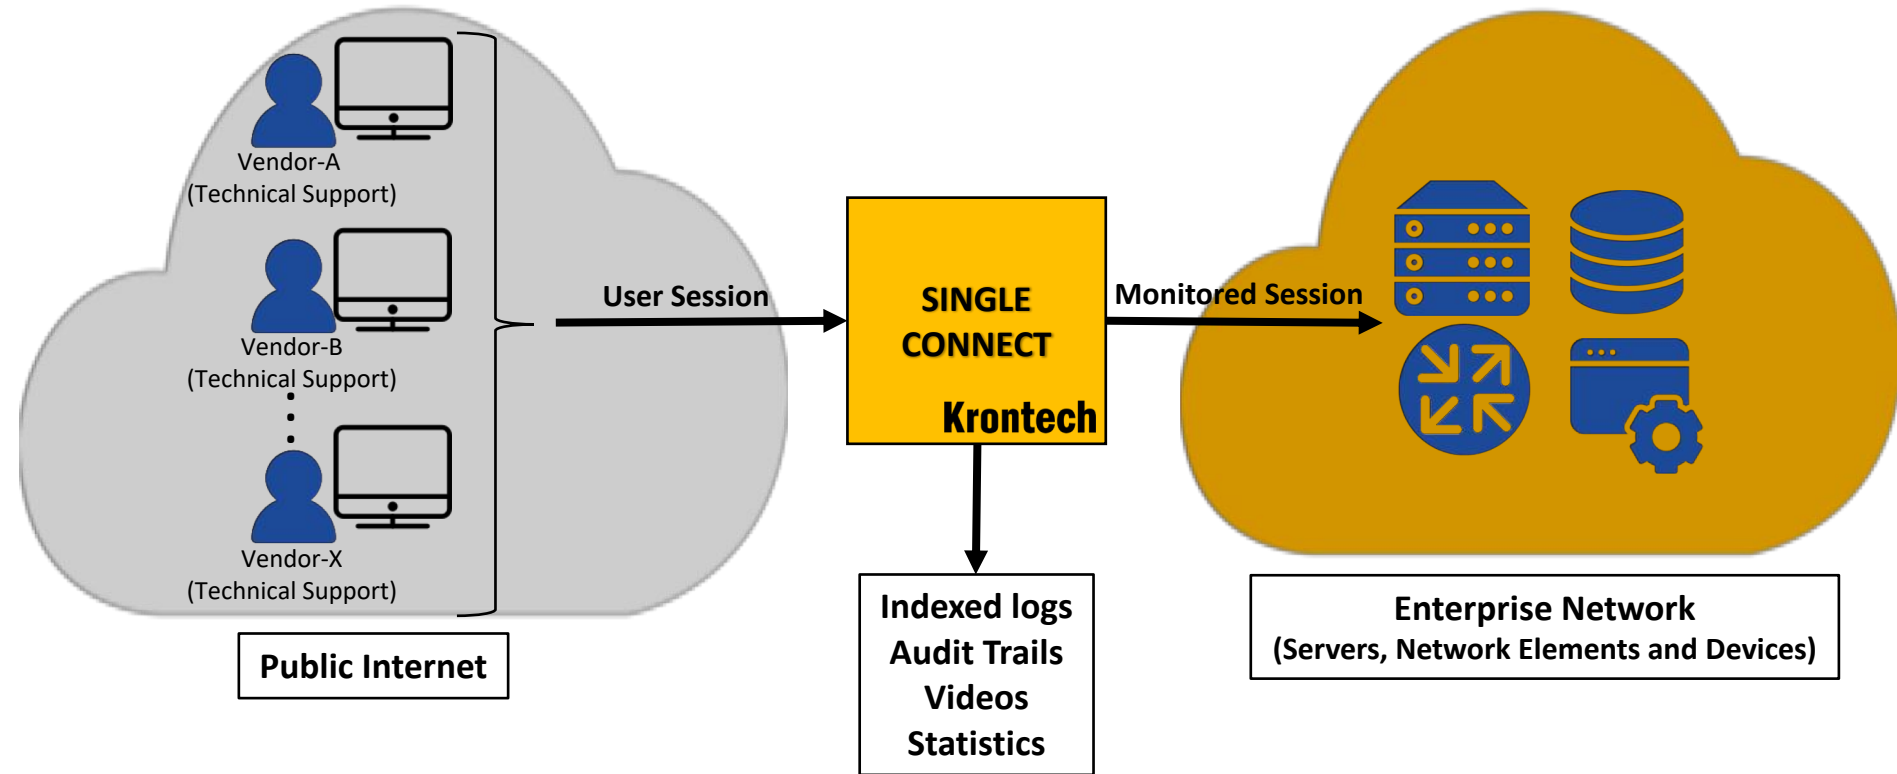 Vendor-A
(Technical Support)
Vendor-B
(Technical Support)
Vendor-X
(Technical Support)
Public Internet
User Session
SINGLE
CONNECT
Krontech
Monitored Session
Indexed logs
Audit Trails
Videos
Statistics
Enterprise Network
(Servers, Network Elements and Devices)